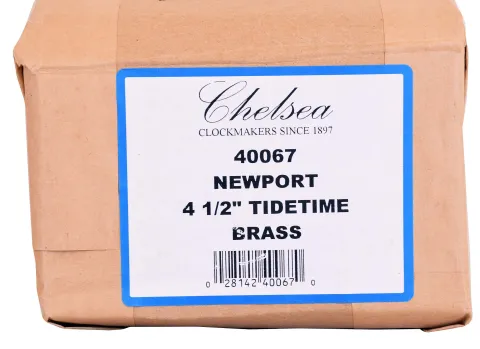 Chelsea
CLOCKMAKERS SINCE 1897
40067
NEWPORT
4 1/2" TIDETIME
BRASS
0 28142 40067 0